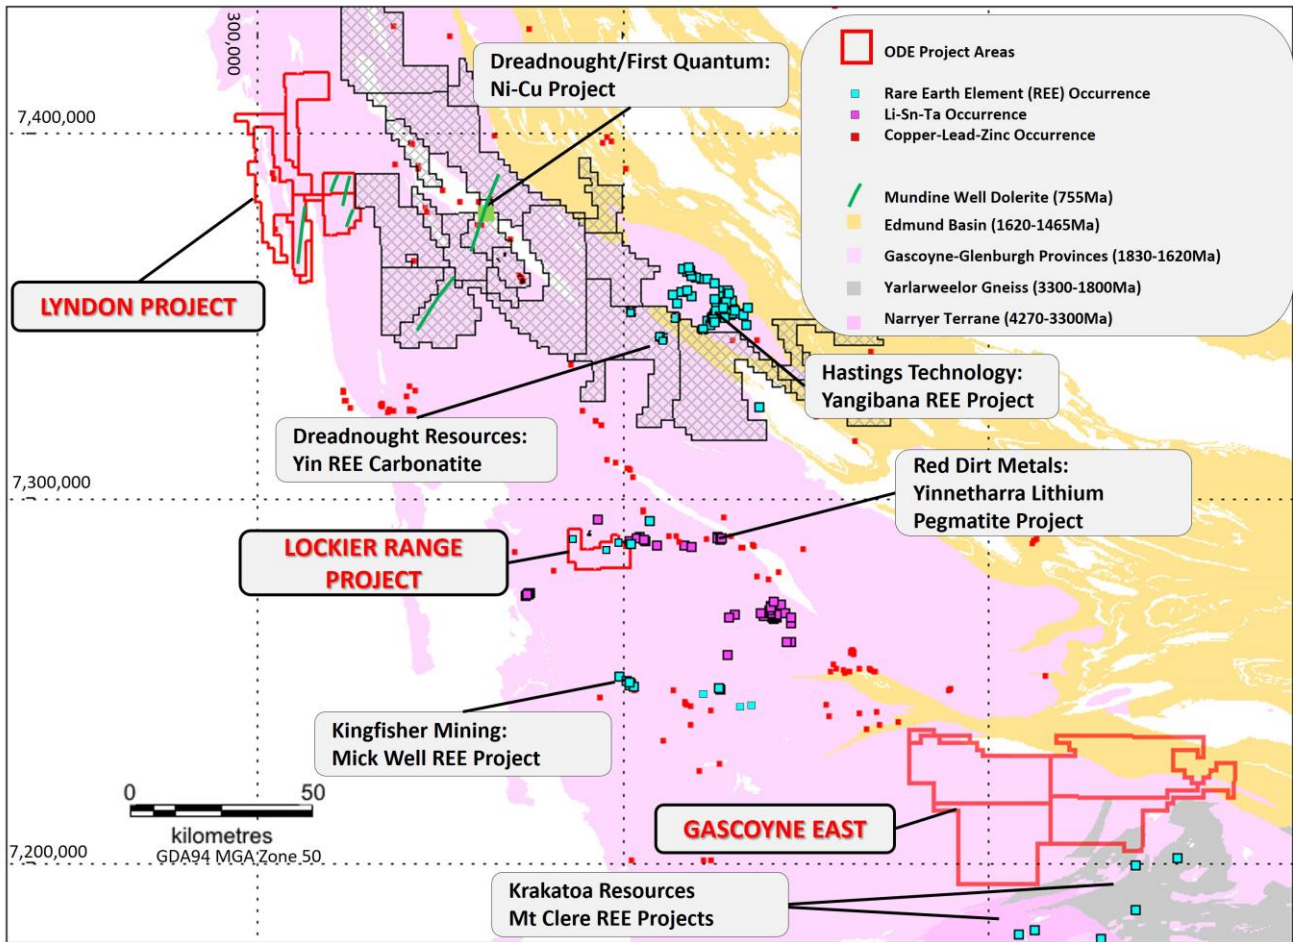 300,000
Dreadnought/First Quantum:
Ni-Cu Project
ODE Project Areas
Rare Earth Element (REE) Occurrence
Li-Sn-Ta Occurrence
Copper-Lead-Zinc Occurrence
Mundine Well Dolerite (755Ma)
Edmund Basin (1620-1465Ma)
Gascoyne-Glenburgh Provinces (1830-1620Ma)
Yarlarweelor Gneiss (3300-1800Ma)
Narryer Terrane (4270-3300Ma)
7,400,000
LYNDON PROJECT
Hastings Technology:
Yangibana REE Project
Dreadnought Resources:
Yin REE Carbonatite
Red Dirt Metals:
Yinnetharra Lithium
Pegmatite Project
7,300,000
LOCKIER RANGE
PROJECT
Kingfisher Mining:
Mick Well REE Project
0 50
kilometres
GDA94 MGA Zone 50
GASCOYNE EAST
7,200,000
Krakatoa Resources
Mt Clere REE Projects